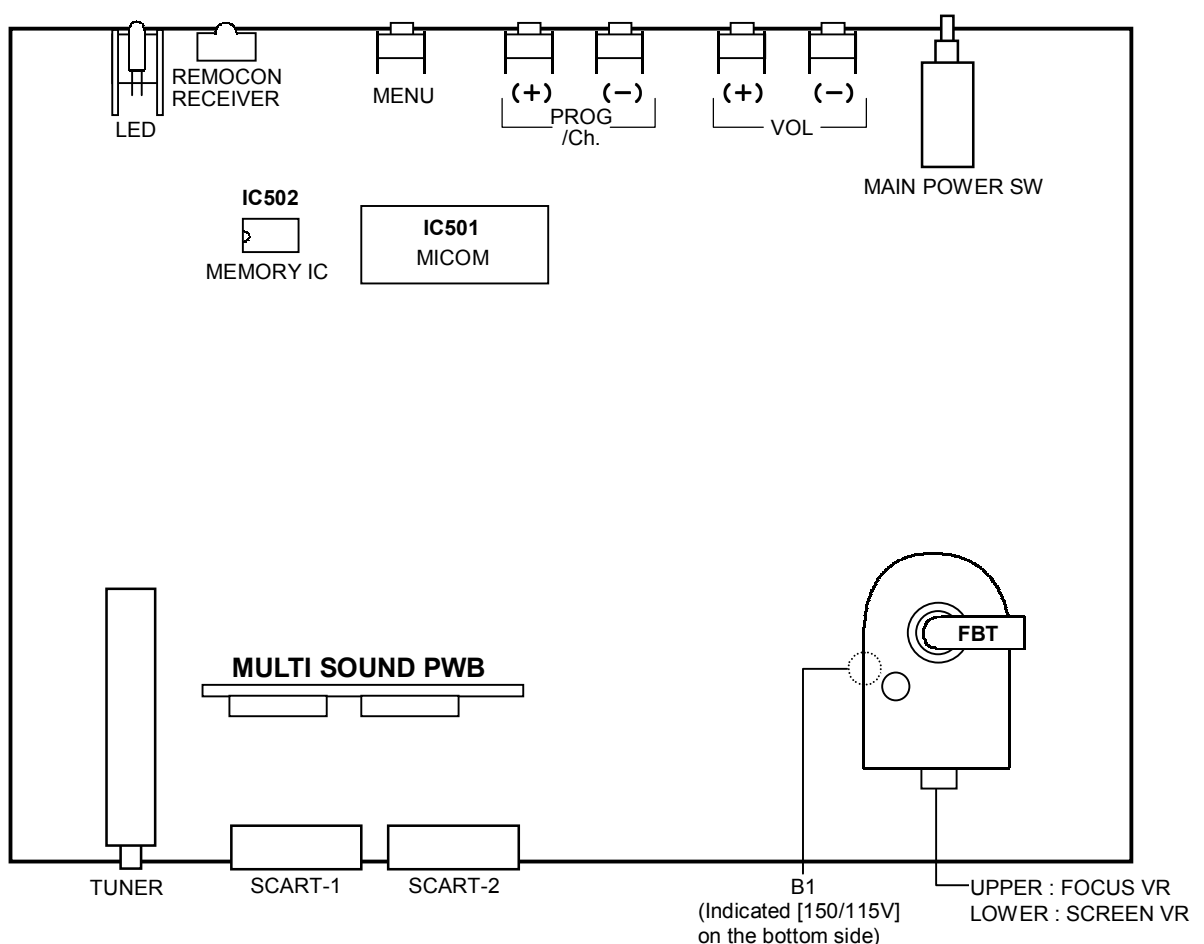 LED
REMOCON
RECEIVER
MENU
(+)
(−)
PROG
/Ch.
(+)
(−)
VOL
MAIN POWER SW
IC502
MEMORY IC
IC501
MICOM
FBT
MULTI SOUND PWB
TUNER
SCART-1
SCART-2
B1
(Indicated [150/115V]
on the bottom side)
UPPER : FOCUS VR
LOWER : SCREEN VR